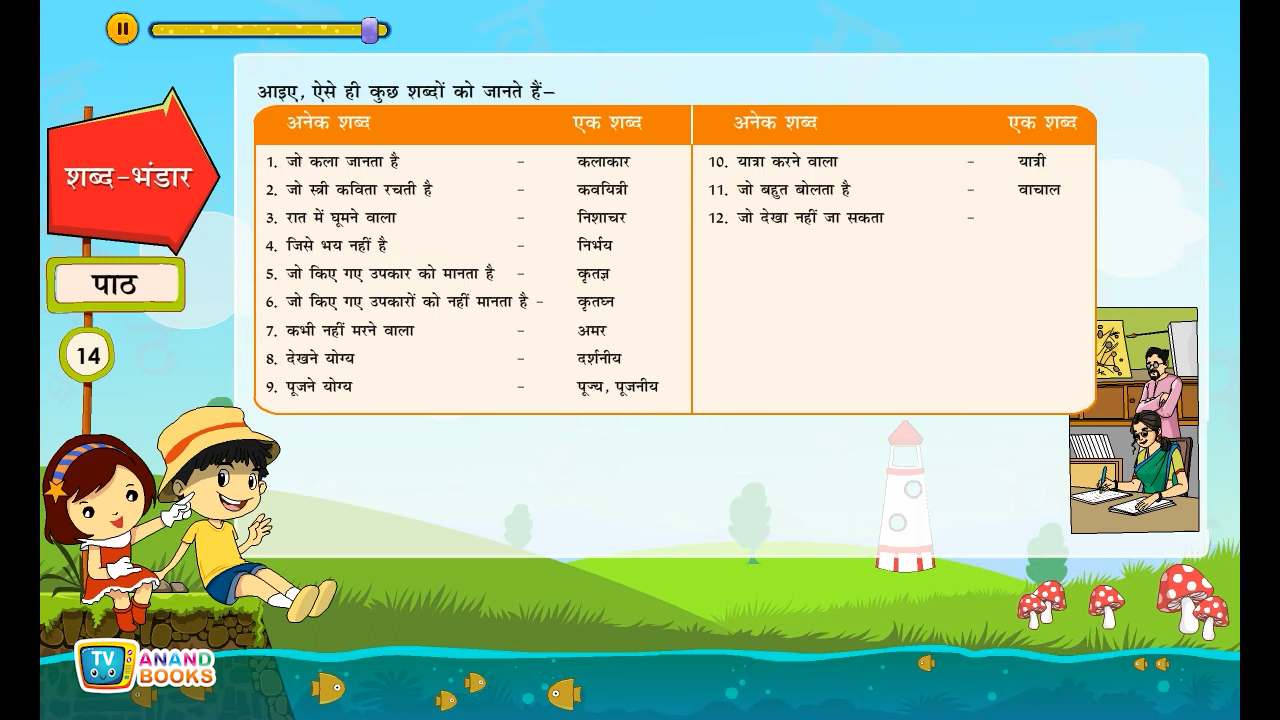 आइए, ऐसे ही कुछ शब्दों को जानते हैं–
अनेक शब्द एक शब्द
1. जो कला जानता है - कलाकार
2. जो स्त्री कविता रचती है - कवयित्री
3. रात में घूमने वाला - निशाचर
4. जिसे भय नहीं है - निर्भय
5. जो किए गए उपकार को मानता है - कृतज्ञ
6. जो किए गए उपकारों को नहीं मानता है - कृतघ्न
7. कभी नहीं मरने वाला - अमर
8. देखने योग्य - दर्शनीय
9. पूजने योग्य - पूज्य, पूजनीय
अनेक शब्द एक शब्द
10. यात्रा करने वाला - यात्री
11. जो बहुत बोलता है - वाचाल
12. जो देखा नहीं जा सकता -
शब्द-भंडार
पाठ
14
TV ANAND
BOOKS